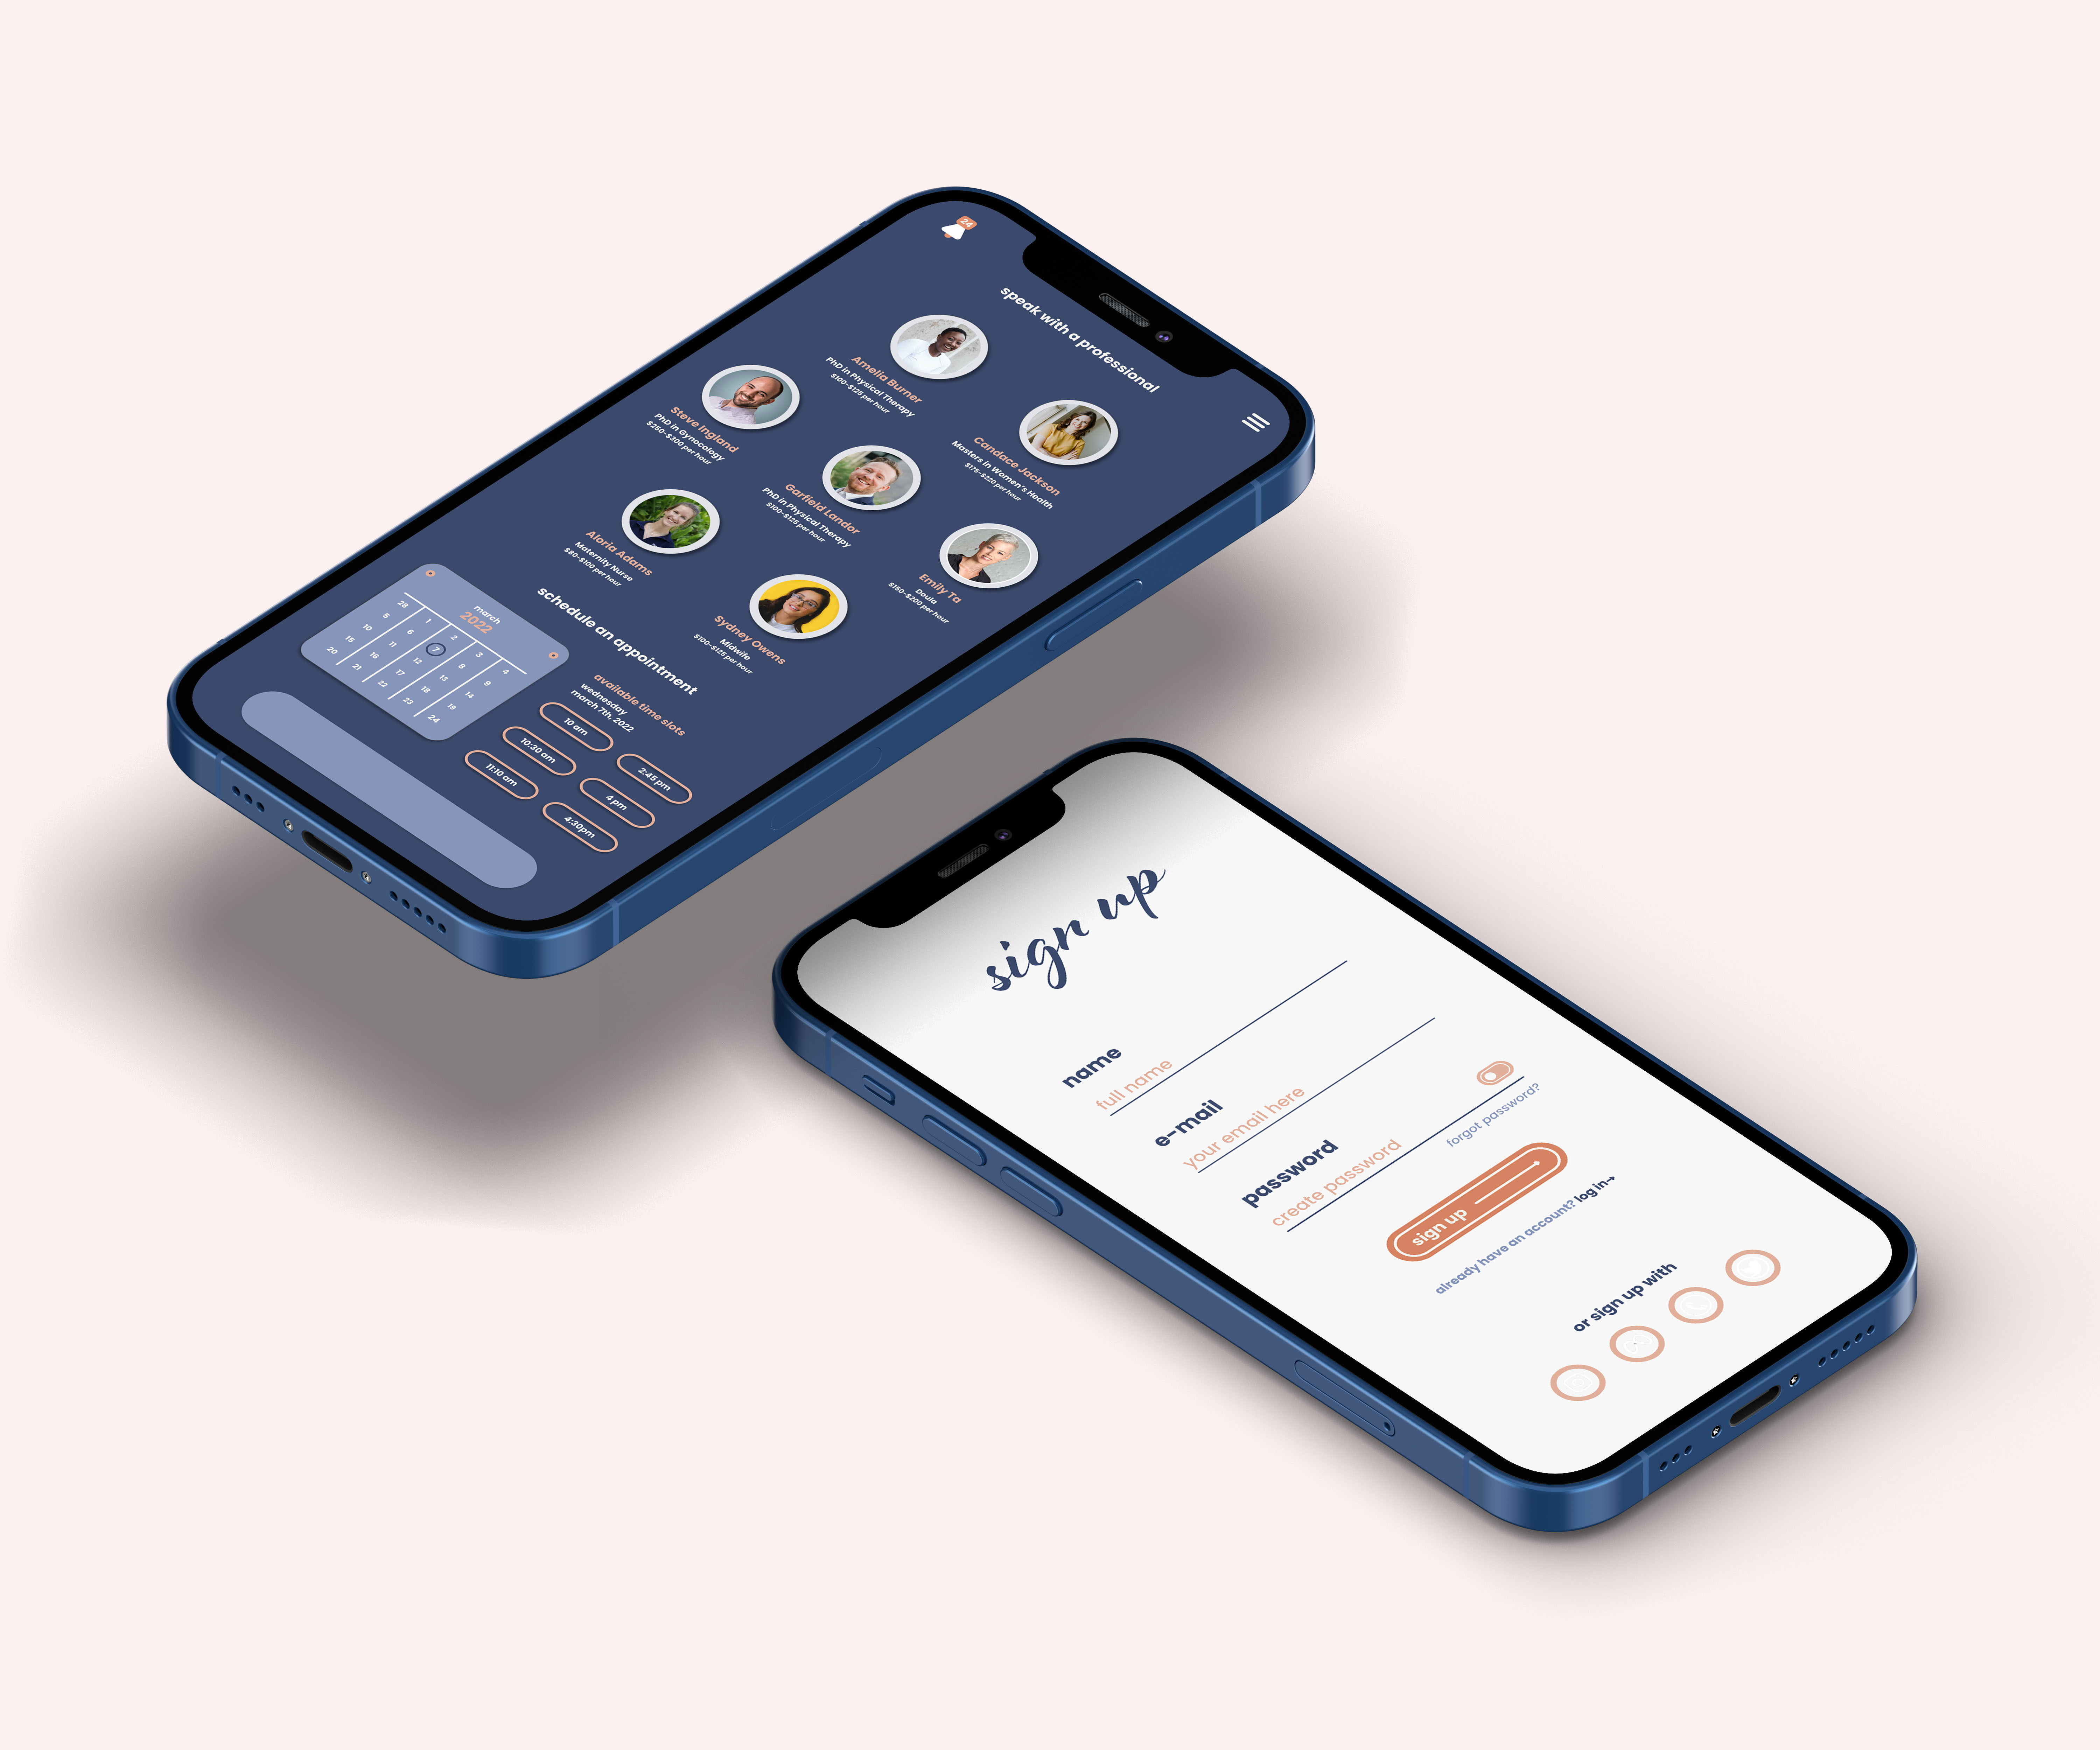 24
speak with a professional
Amelia Burner
PhD in Physical Therapy
$100-$125 per hour
Candace Jackson
Masters in Women's Health
$175-$220 per hour
Steve Ingland
PhD in Gynocology
$250-$300 per hour
Garfield Landor
PhD in Physical Therapy
$100-$125 per hour
Emily Ta
Doula
$150-$200 per hour
Aloria Adams
Maternity Nurse
$80-$100 per hour
Sydney Owens
Midwife
$100-$125 per hour
schedule an appointment
march
2022
28 1 2 3 4
5 6 7 8 9
10 11 12 13 14
15 16 17 18 19
20 21 22 23 24
available time slots
wednesday
march 7th, 2022
10 am
2:45 pm
10:30 am
4 pm
11:10 am
4:30pm
sign up
name
full name
e-mail
your email here
password
create password
forgot password?
sign up
already have an account? log in→
or sign up with